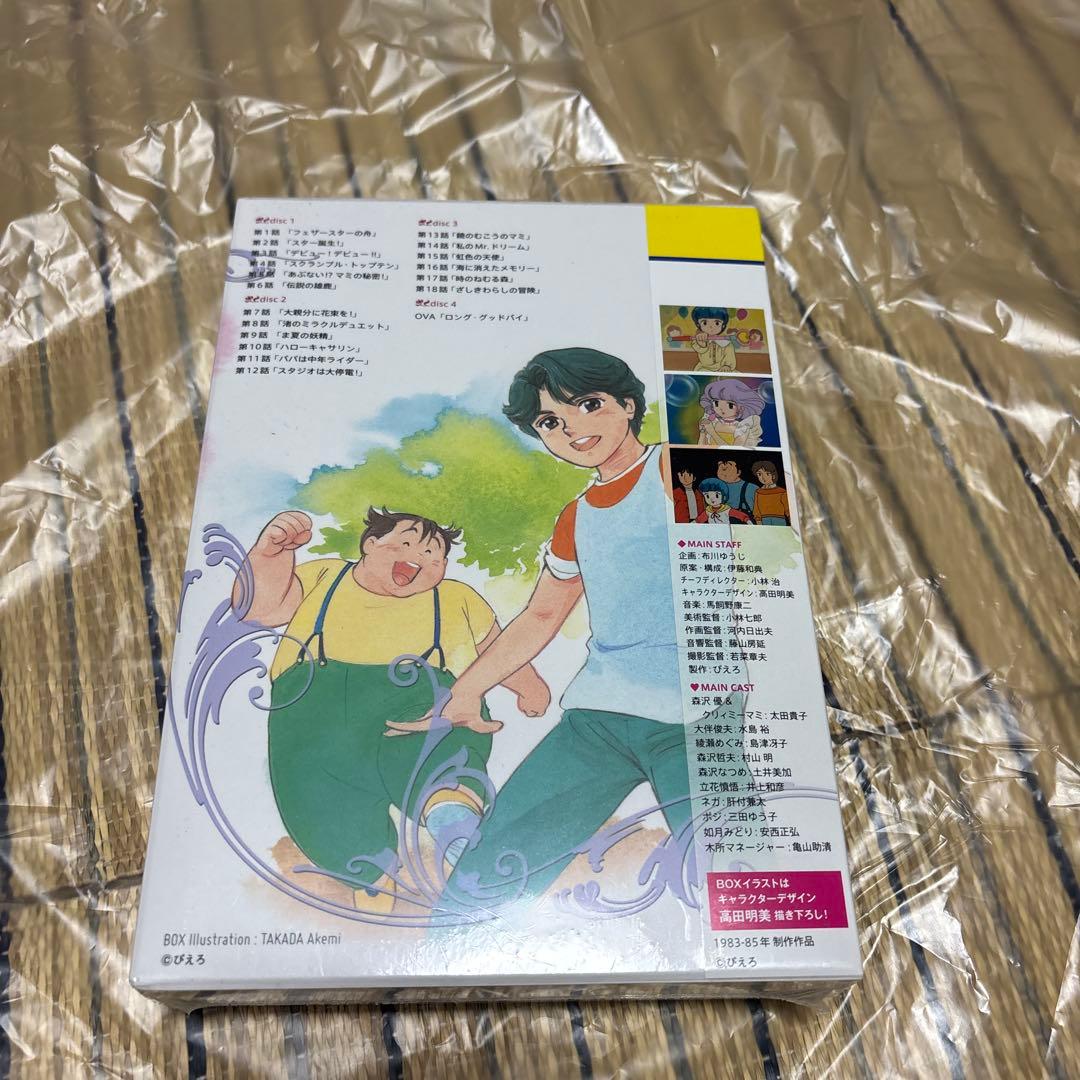 disc 1
第1話 「フェザースターの舟」
第2話 「スター誕生!」
第3話 「デビュー!デビュー!!」
第4話 「スクランブル・トップテン」
第5話 「あぶない!? マミの秘密!」
第6話 「伝説の雄鹿」
disc 2
第7話 「大親分に花束を!」
第8話 「渚のミラクルデュエット」
第9話 「ま夏の妖精」
第10話「ハローキャサリン」
第11話「パパは中年ライダー」
第12話「スタジオは大停電!」
disc 3
第13話「鏡のむこうのマミ」
第14話「私のMr.ドリーム」
第15話「虹色の天使」
第16話「海に消えたメモリー」
第17話「時のねむる森」
第18話「ざしきわらしの冒険」
disc 4
OVA「ロング・グッドバイ」
◆MAIN STAFF
企画:布川ゆうじ
原案・構成:伊藤和典
チーフディレクター:小林 治
キャラクターデザイン:高田明美
音楽:馬飼野康二
美術監督:小林七郎
作画監督:河内日出夫
音響監督:藤山房延
撮影監督:若菜章夫
製作:ぴえろ
♥MAIN CAST
森沢 優 &
クリィミーマミ:太田貴子
大伴俊夫:水島 裕
綾瀬めぐみ:島津冴子
森沢哲夫:村山 明
森沢なつめ:土井美加
立花慎悟:井上和彦
ネガ:肝付兼太
ポジ:三田ゆう子
如月みどり:安西正弘
木所マネージャー:亀山助清
BOXイラストは
キャラクターデザイン
高田明美 描き下ろし!
1983-85年 制作作品
©ぴえろ
BOX Illustration : TAKADA Akemi
©ぴえろ